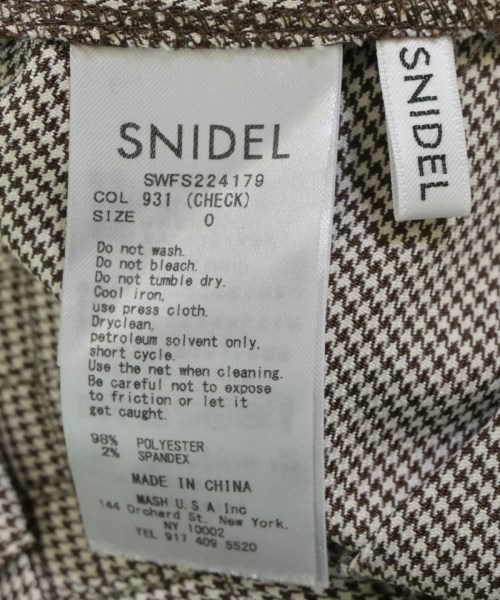 SNIDEL
SWFS224179
COL 931 (CHECK)
SIZE 0
Do not wash.
Do not bleach.
Do not tumble dry.
Cool iron,
use press cloth.
Dryclean,
petroleum solvent only,
short cycle.
Use the net when cleaning.
Be careful not to expose
to friction or let it
get caught.
98% POLYESTER
2% SPANDEX
MADE IN CHINA
MASH U.S.A Inc
144 Orchard St. New York.
NY 10002
TEL 917 409 5520
SNIDEL